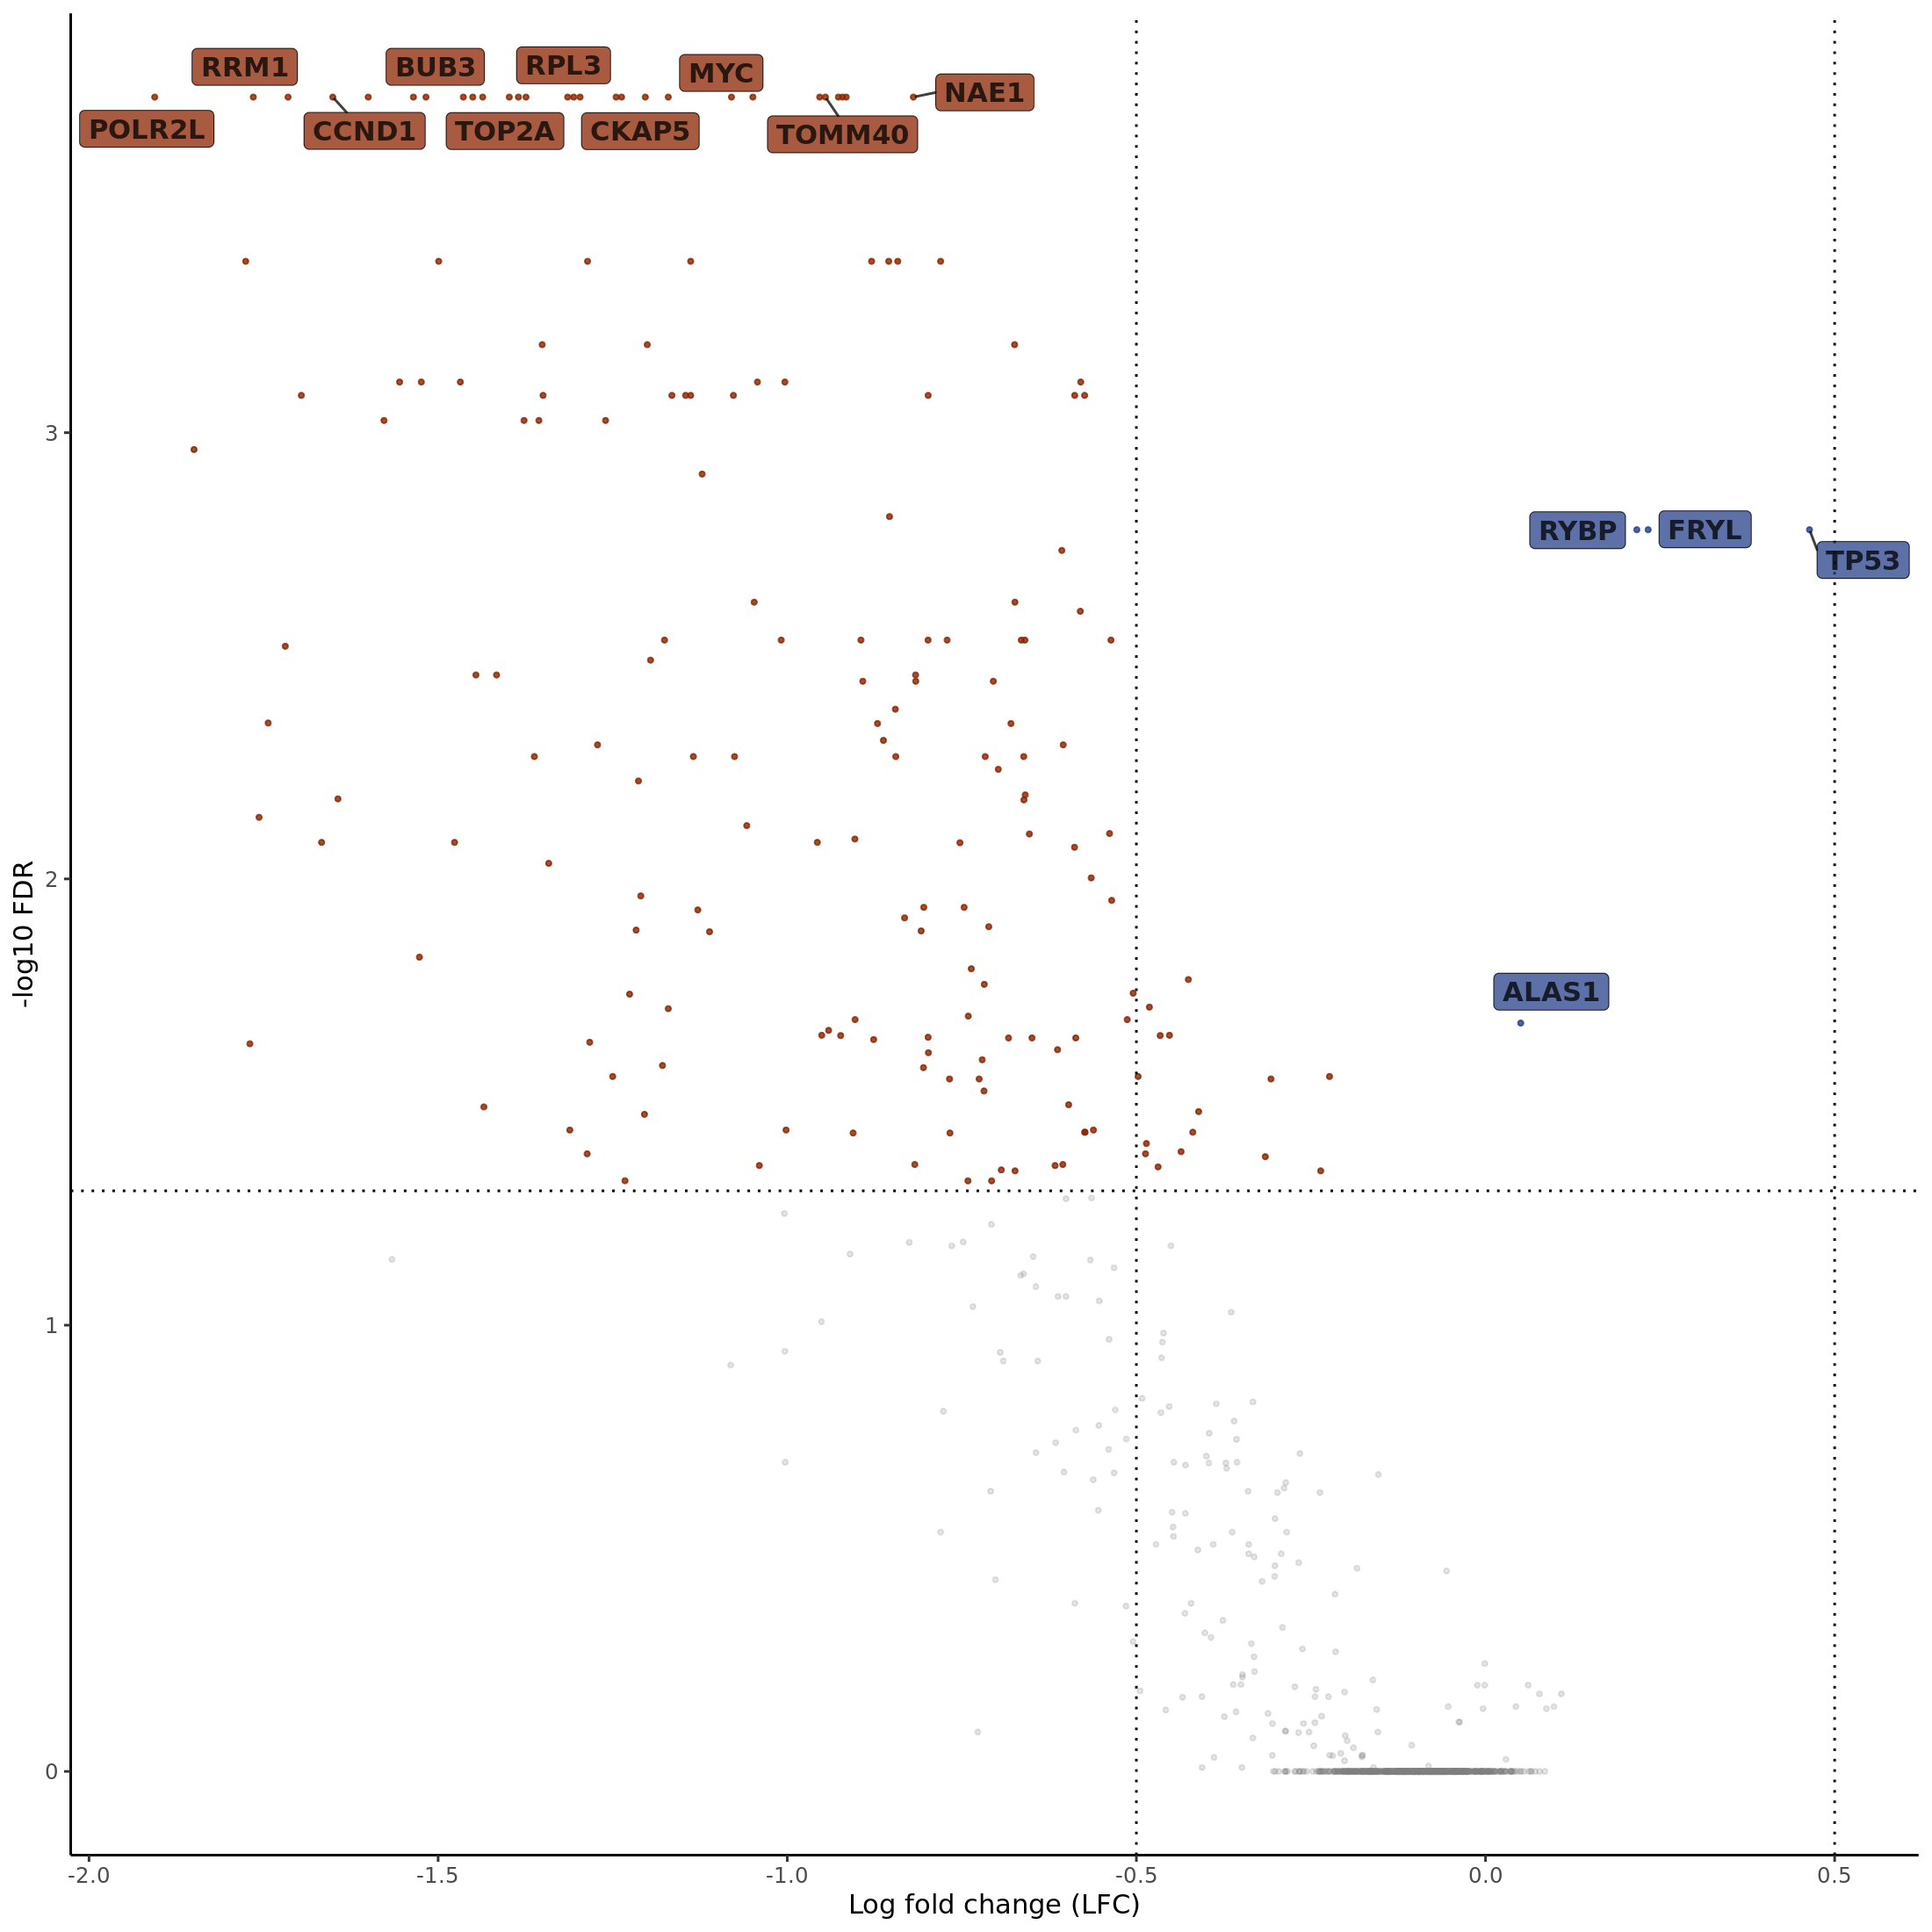 RRM1
BUB3
RPL3
MYC
NAE1
POLR2L
CCND1
TOP2A
CKAP5
TOMM40
3
RYBP
FRYL
TP53
2
ALAS1
-log10 FDR
1
0
-2.0
-1.5
-1.0
-0.5
0.0
0.5
Log fold change (LFC)